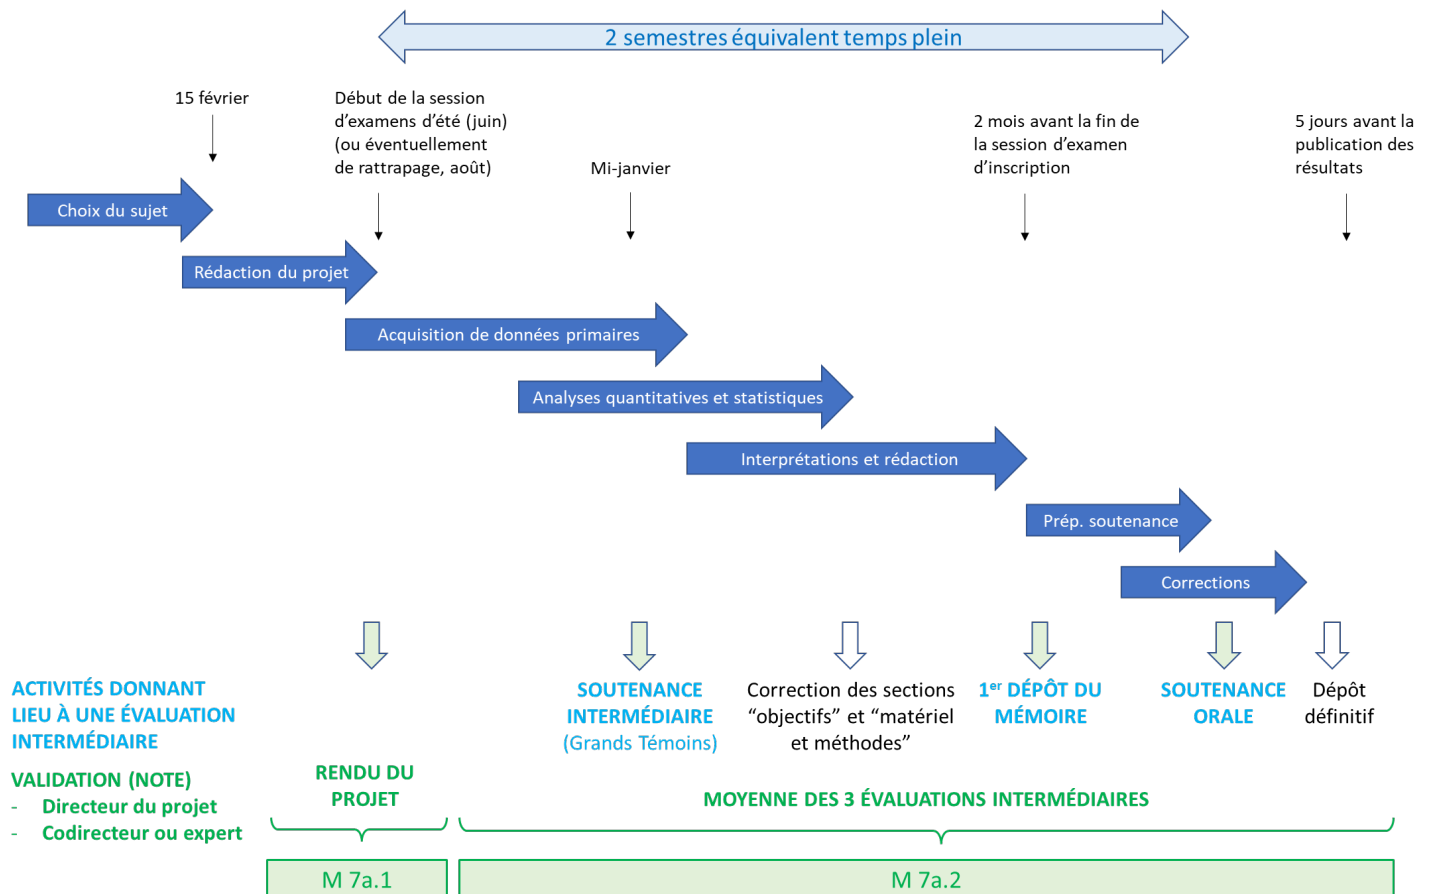 2 semestres équivalent temps plein
15 février
Début de la session
d’examens d’été (juin)
(ou éventuellement
de rattrapage, août)
Mi-janvier
2 mois avant la fin de
la session d’examen
d’inscription
5 jours avant la
publication des
résultats
Choix du sujet
Rédaction du projet
Acquisition de données primaires
Analyses quantitatives et statistiques
Interprétations et rédaction
Prép. soutenance
Corrections
ACTIVITÉS DONNANT
LIEU À UNE ÉVALUATION
INTERMÉDIAIRE
SOUTENANCE
INTERMÉDIAIRE
(Grands Témoins)
Correction des sections
“objectifs” et “matériel
et méthodes”
1er DÉPÔT DU
MÉMOIRE
SOUTENANCE
ORALE
Dépôt
définitif
VALIDATION (NOTE)
- Directeur du projet
- Codirecteur ou expert
RENDU DU
PROJET
MOYENNE DES 3 ÉVALUATIONS INTERMÉDIAIRES
M 7a.1
M 7a.2